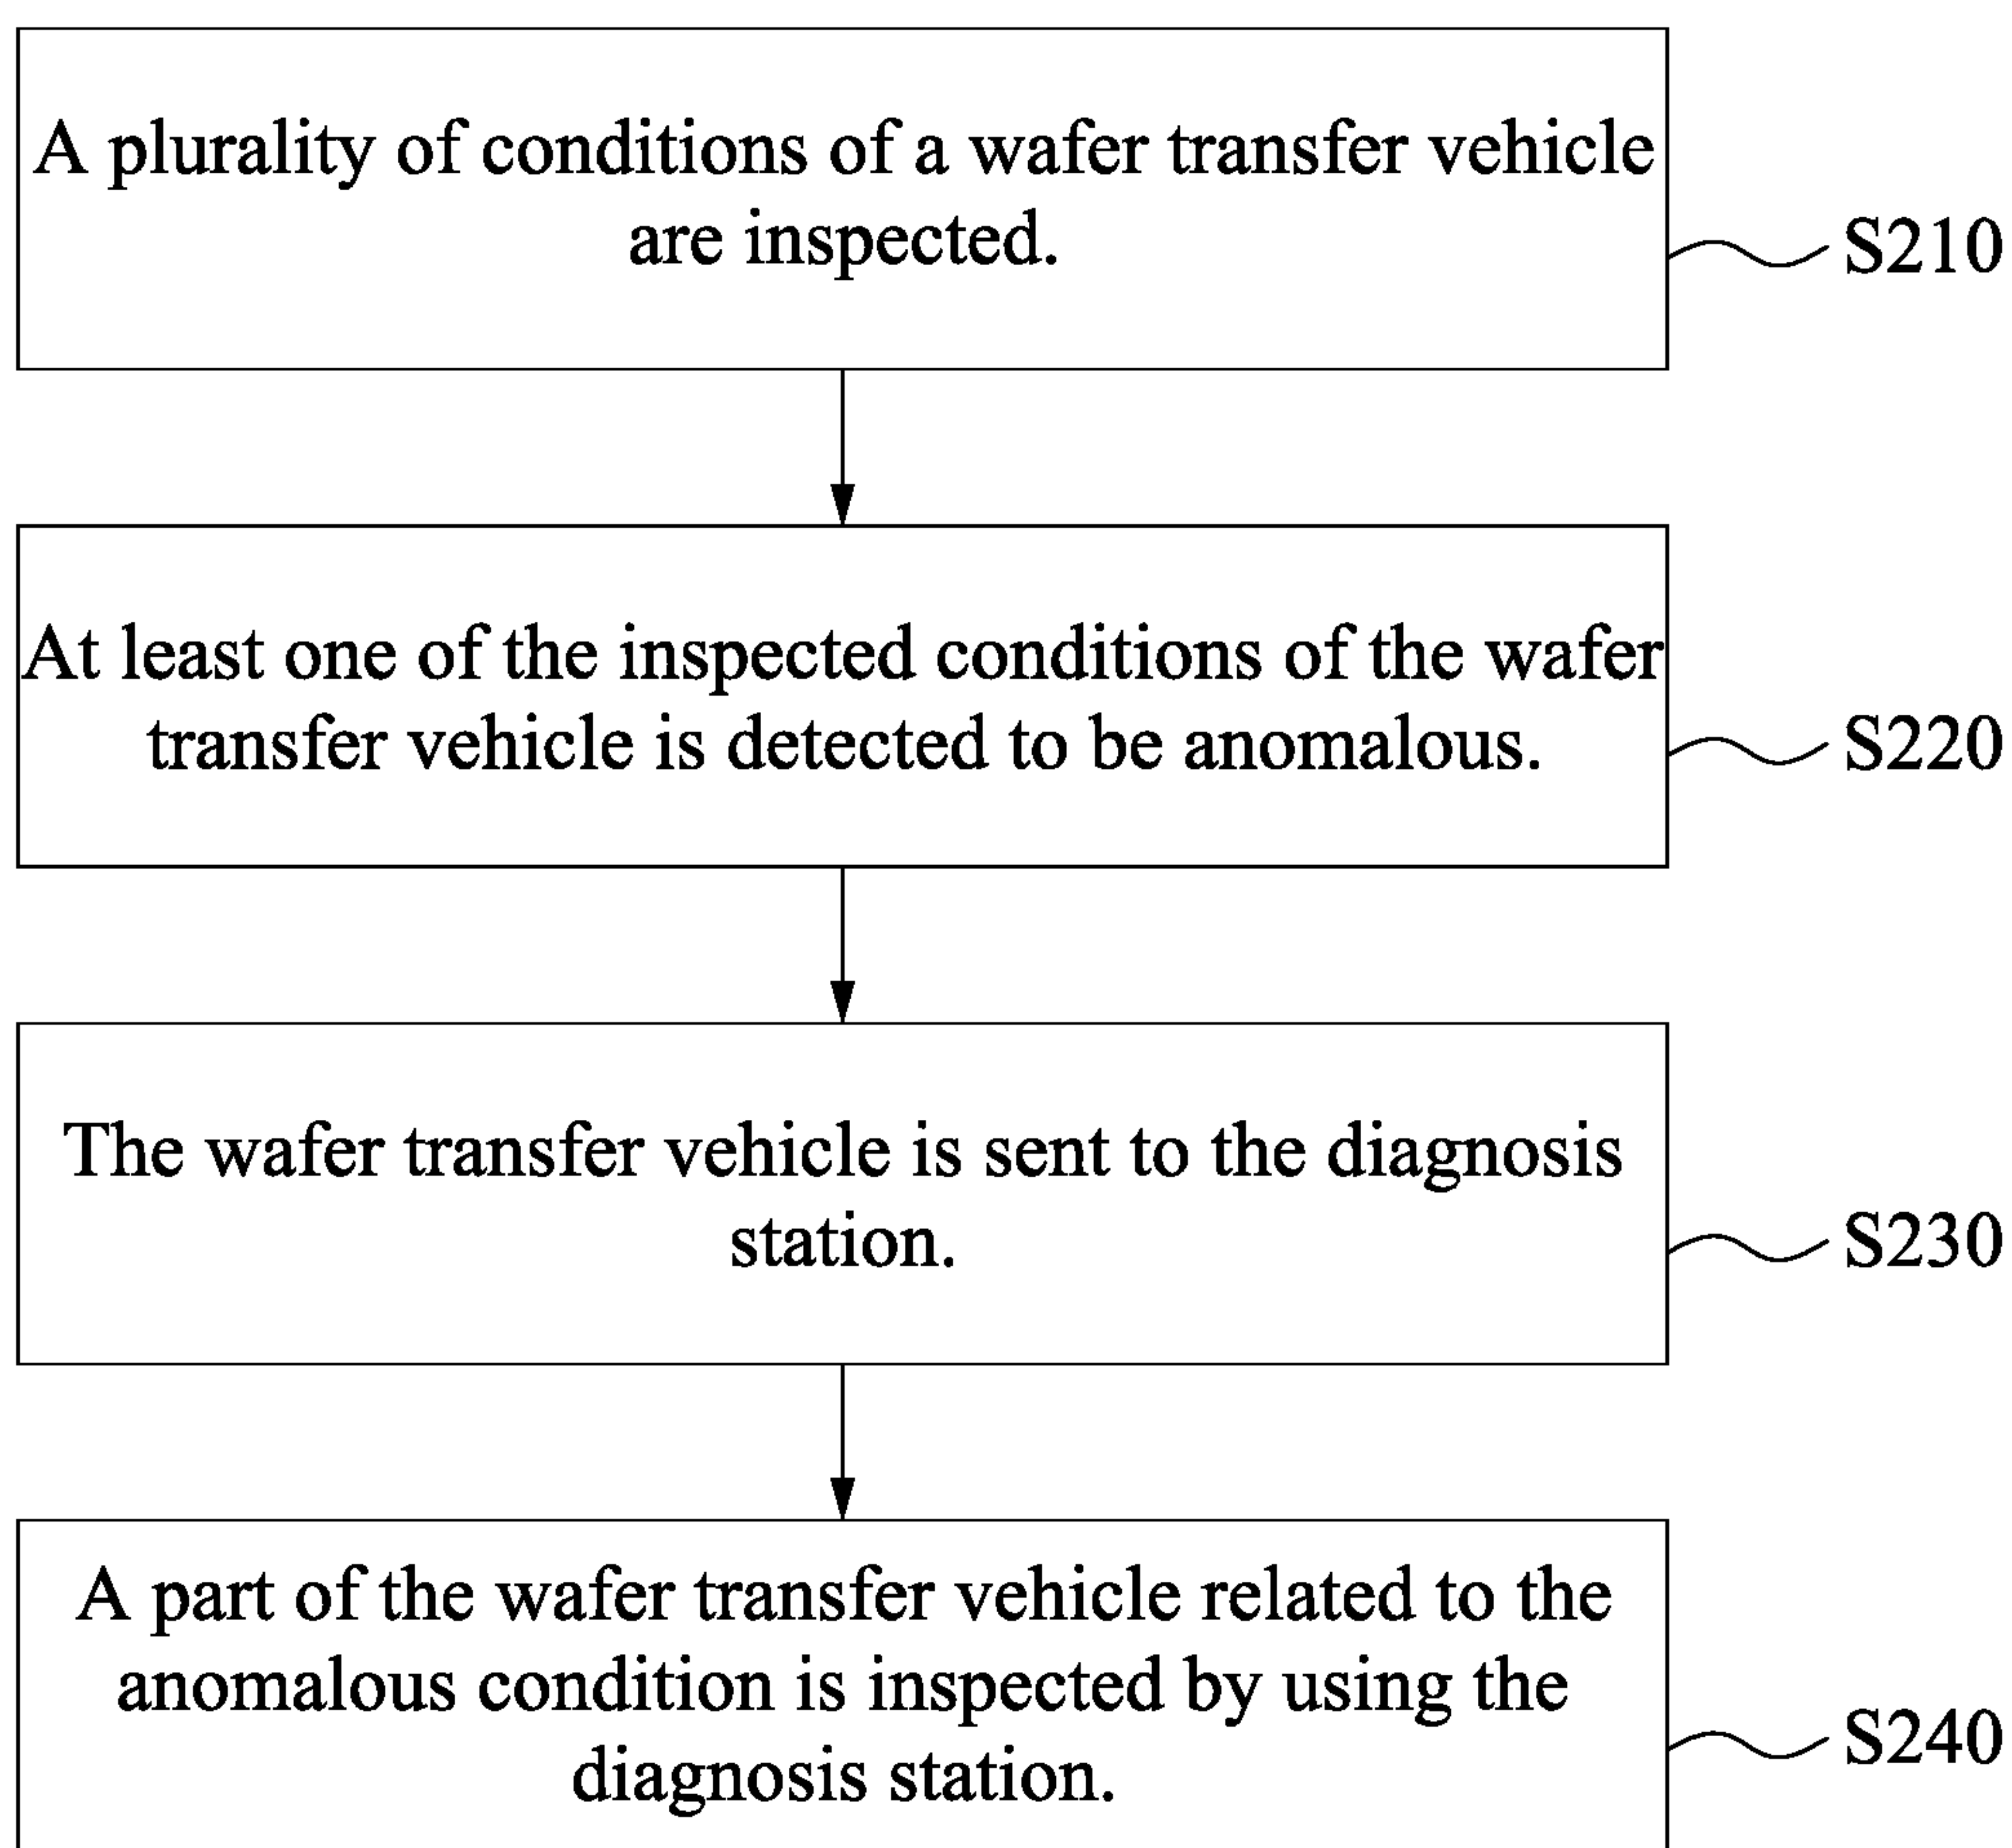 A plurality of conditions of a wafer transfer vehicle
are inspected.
S210
At least one of the inspected conditions of the wafer
transfer vehicle is detected to be anomalous.
S220
The wafer transfer vehicle is sent to the diagnosis
station.
S230
A part of the wafer transfer vehicle related to the
anomalous condition is inspected by using the
diagnosis station.
S240